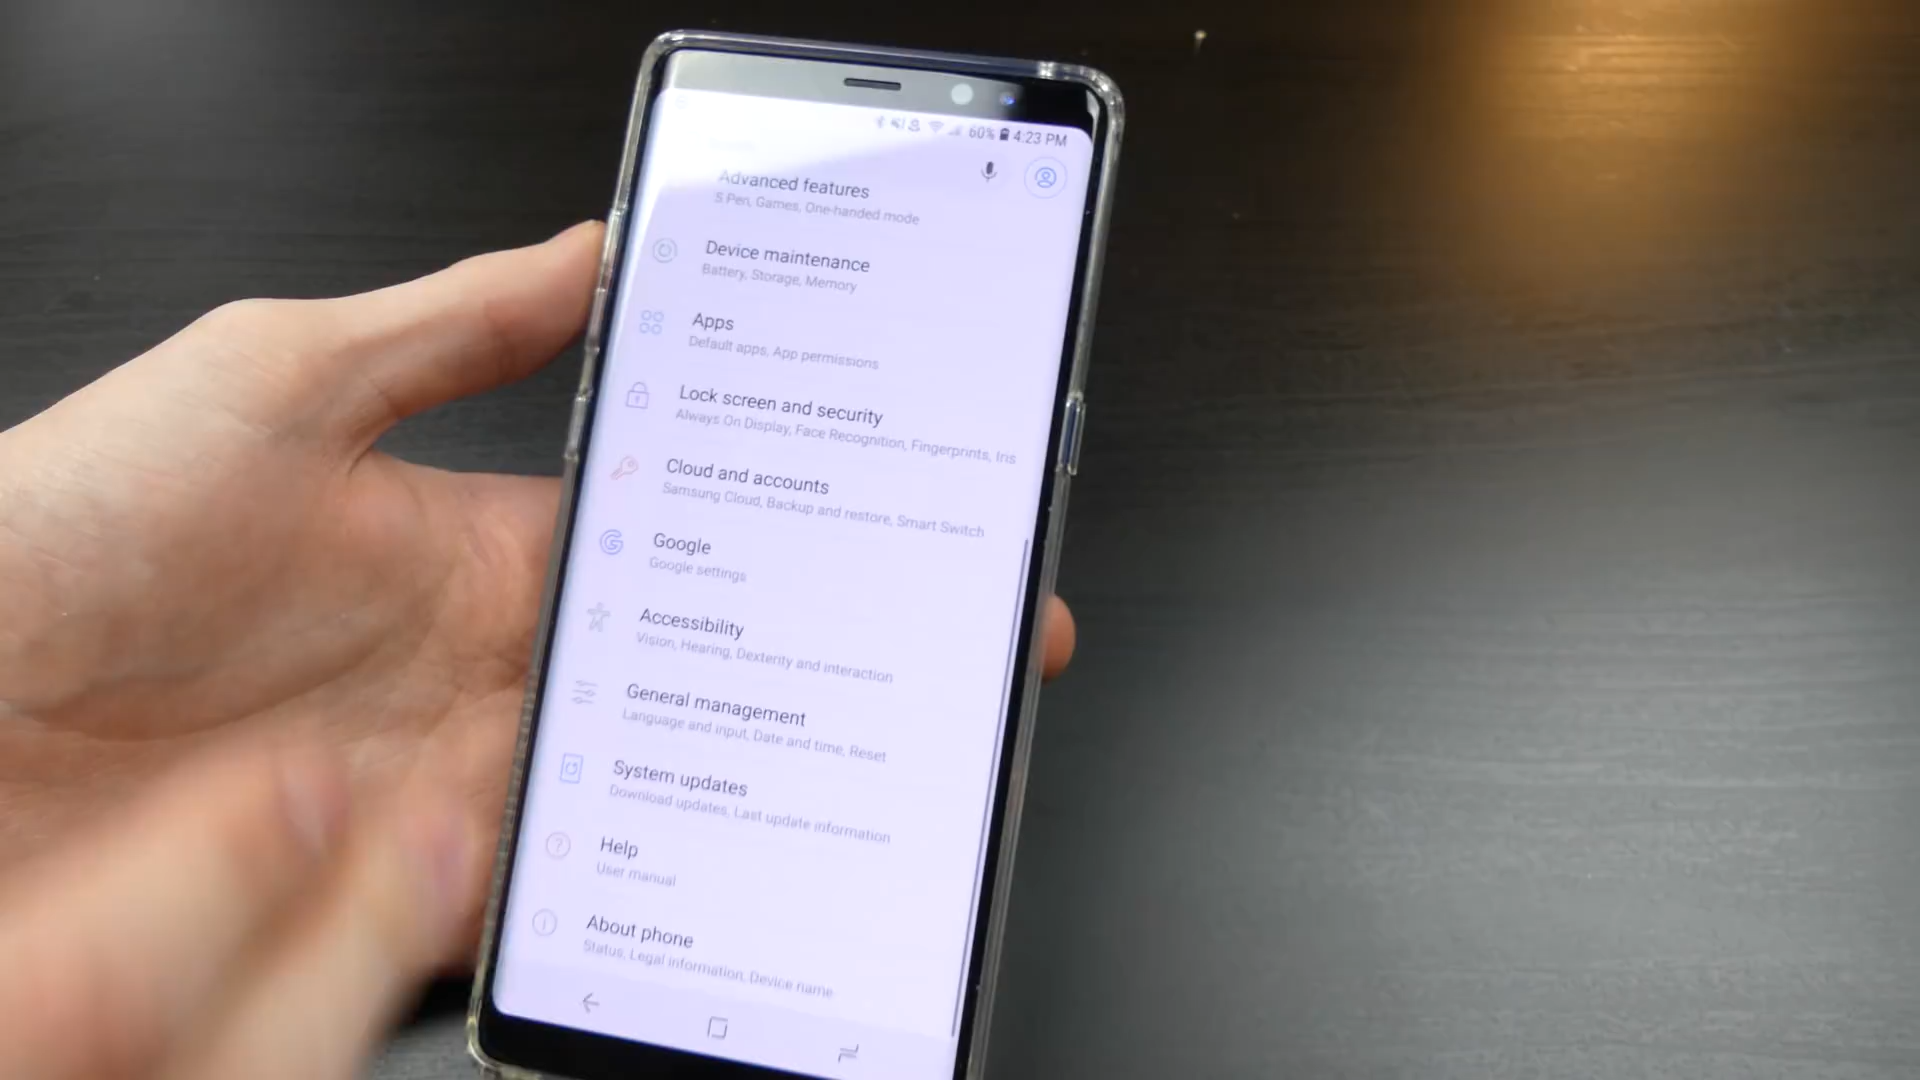 60% 4:23 PM
Advanced features
S Pen, Games, One-handed mode
Device maintenance
Battery, Storage, Memory
Apps
Default apps, App permissions
Lock screen and security
Always On Display, Face Recognition, Fingerprints, Iris
Cloud and accounts
Samsung Cloud, Backup and restore, Smart Switch
Google
Google settings
Accessibility
Vision, Hearing, Dexterity and interaction
General management
Language and input, Date and time, Reset
System updates
Download updates, Last update information
Help
User manual
About phone
Status, Legal information, Device name